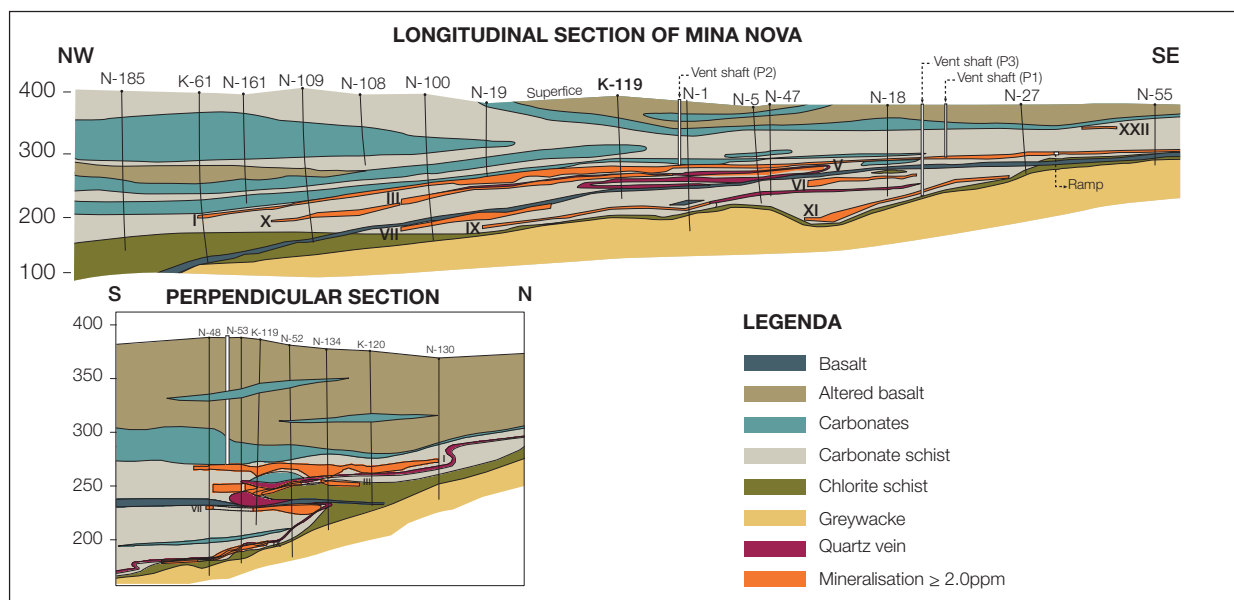 LONGITUDINAL SECTION OF MINA NOVA
NW
SE
N-185
K-61
N-161
N-109
N-108
N-100
N-19
Superfice
K-119
Vent shaft (P2)
N-1
N-5
N-47
N-18
Vent shaft (P3)
Vent shaft (P1)
N-27
N-55
400
300
200
100
I
X
III
VII
IX
V
VI
XI
XXII
Ramp
S
PERPENDICULAR SECTION
N
400
350
300
250
200
N-48
N-53
K-119
N-52
N-134
K-120
N-130
I
III
VII
LEGENDA
Basalt
Altered basalt
Carbonates
Carbonate schist
Chlorite schist
Greywacke
Quartz vein
Mineralisation ≥ 2.0ppm